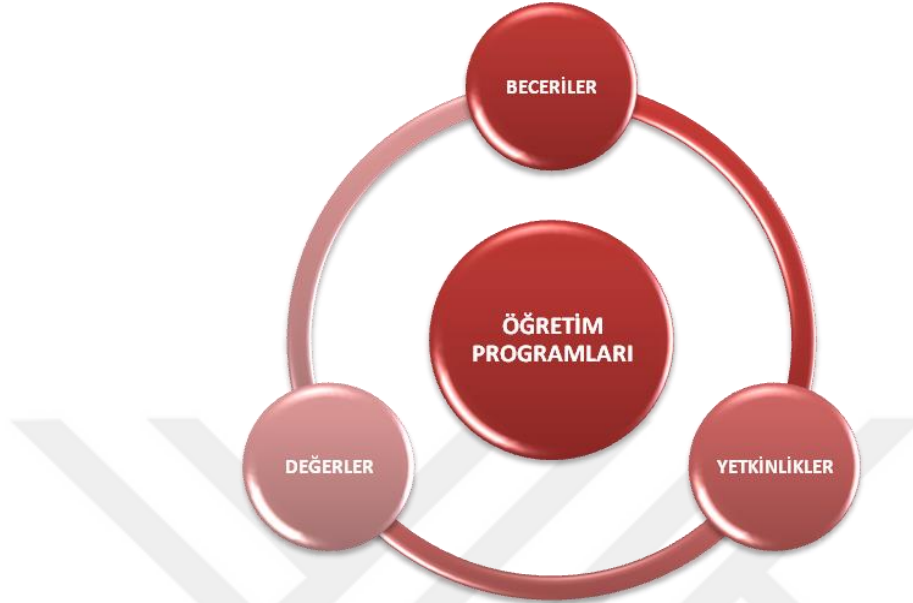 BECERİLER
ÖĞRETİM
PROGRAMLARI
DEĞERLER
YETKİNLİKLER